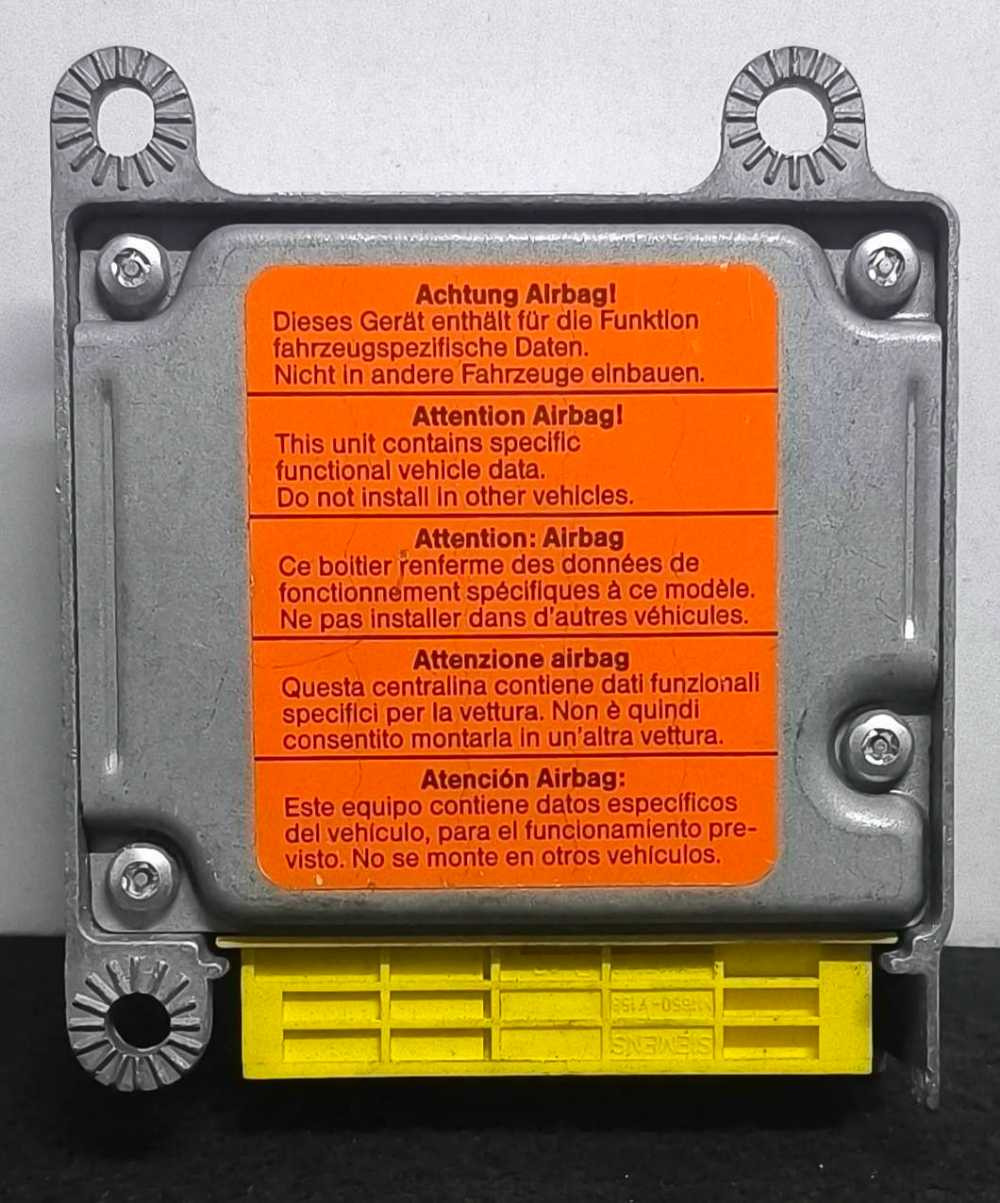 Achtung Airbag!
Dieses Gerät enthält für die Funktion
fahrzeugspezifische Daten.
Nicht in andere Fahrzeuge einbauen.
Attention Airbag!
This unit contains specific
functional vehicle data.
Do not install in other vehicles.
Attention: Airbag
Ce boitier renferme des données de
fonctionnement spécifiques à ce modèle.
Ne pas installer dans d'autres véhicules.
Attenzione airbag
Questa centralina contiene dati funzionali
specifici per la vettura. Non è quindi
consentito montarla in un'altra vettura.
Atención Airbag:
Este equipo contiene datos específicos
del vehículo, para el funcionamiento pre-
visto. No se monte en otros vehículos.
SIEMENS